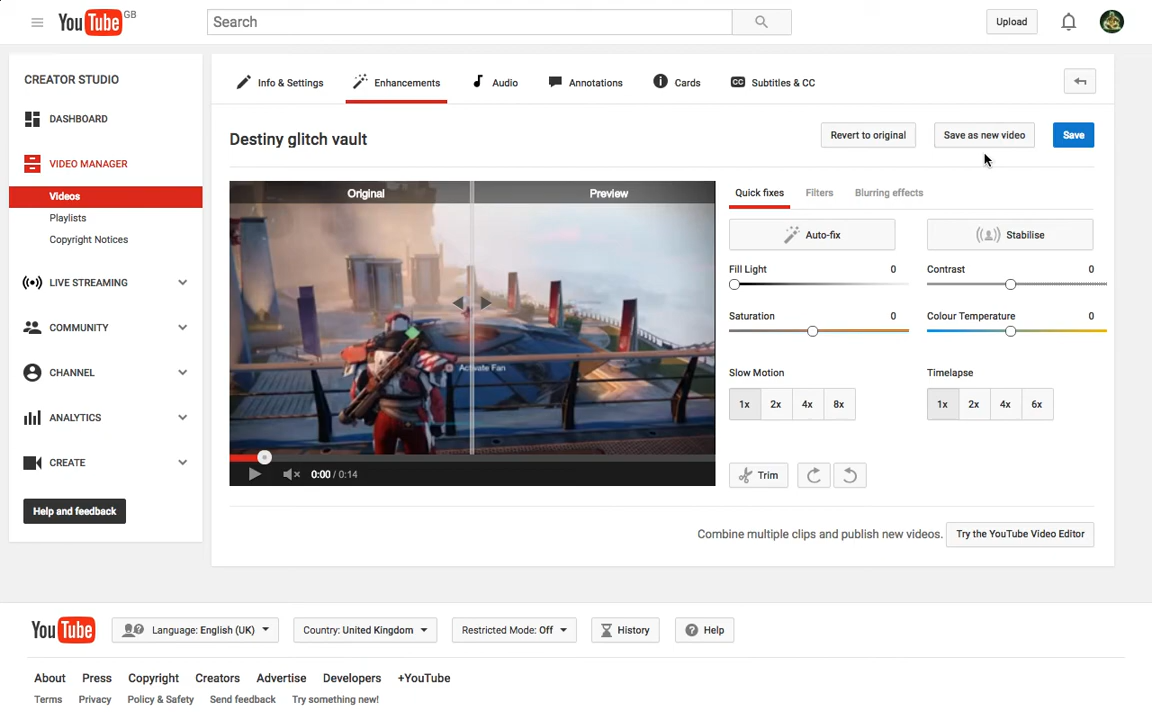 YouTube GB
Search
Upload
CREATOR STUDIO
DASHBOARD
VIDEO MANAGER
Videos
Playlists
Copyright Notices
LIVE STREAMING
COMMUNITY
CHANNEL
ANALYTICS
CREATE
Help and feedback
Info & Settings
Enhancements
Audio
Annotations
Cards
CC Subtitles & CC
Destiny glitch vault
Revert to original
Save as new video
Save
Original
Preview
Activate Fan
0:00 / 0:14
Quick fixes
Filters
Blurring effects
Auto-fix
Stabilise
Fill Light 0
Contrast 0
Saturation 0
Colour Temperature 0
Slow Motion
1x 2x 4x 8x
Timelapse
1x 2x 4x 6x
Trim
Combine multiple clips and publish new videos.
Try the YouTube Video Editor
YouTube
Language: English (UK)
Country: United Kingdom
Restricted Mode: Off
History
Help
About Press Copyright Creators Advertise Developers +YouTube
Terms Privacy Policy & Safety Send feedback Try something new!